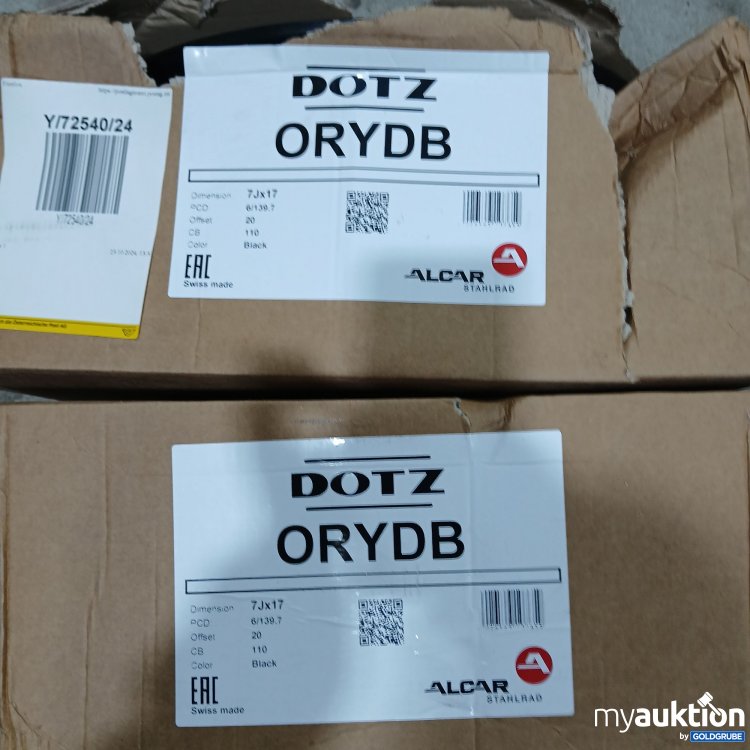 Y/72540/24
Y/72540/24
DOTZ
ORYDB
Dimension 7Jx17
PCD 6/139.7
Offset 20
CB 110
Color Black
EAC
Swiss made
ALCAR
STAHLRAD
DOTZ
ORYDB
Dimension 7Jx17
PCD 6/139.7
Offset 20
CB 110
Color Black
EAC
Swiss made
ALCAR
STAHLRAD
myauktion
by GOLDGRUBE